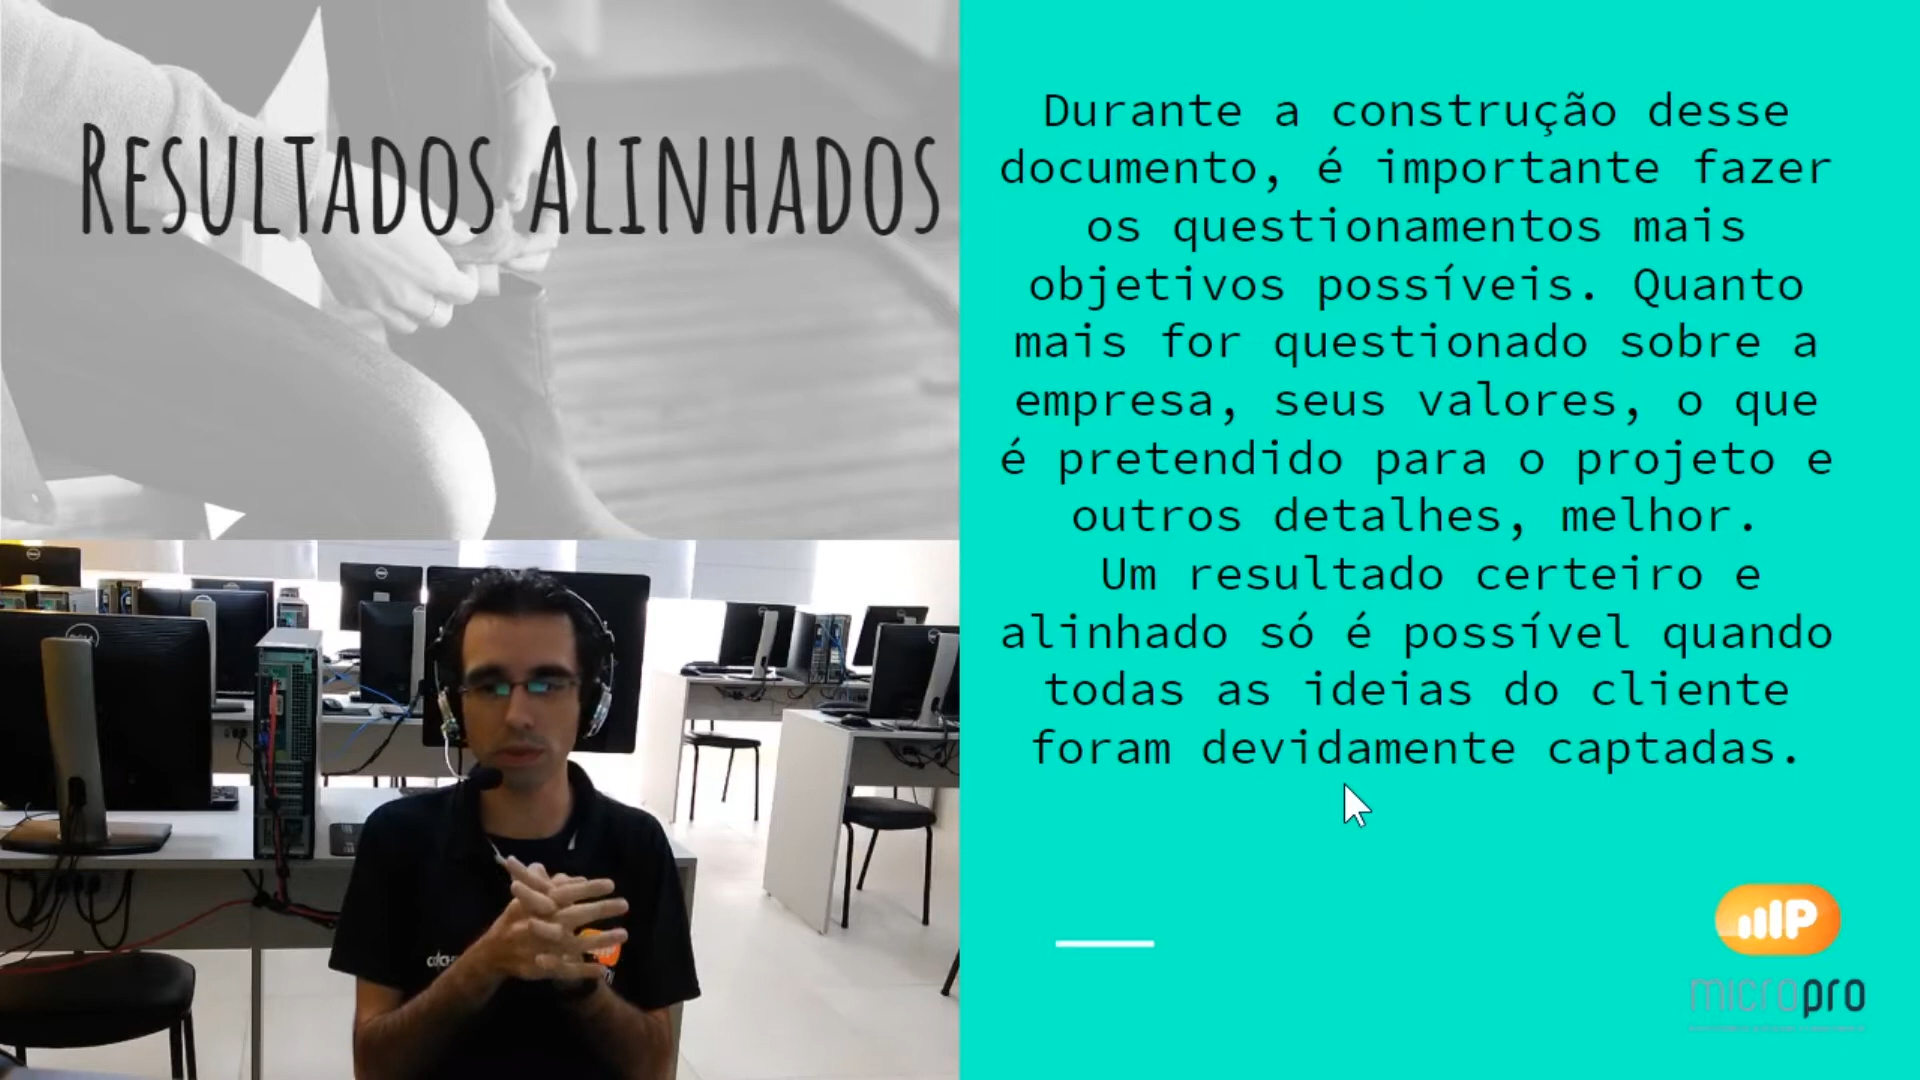 RESULTADOS ALINHADOS
Durante a construção desse
documento, é importante fazer
os questionamentos mais
objetivos possíveis. Quanto
mais for questionado sobre a
empresa, seus valores, o que
é pretendido para o projeto e
outros detalhes, melhor.
Um resultado certeiro e
alinhado só é possível quando
todas as ideias do cliente
foram devidamente captadas.
micropro